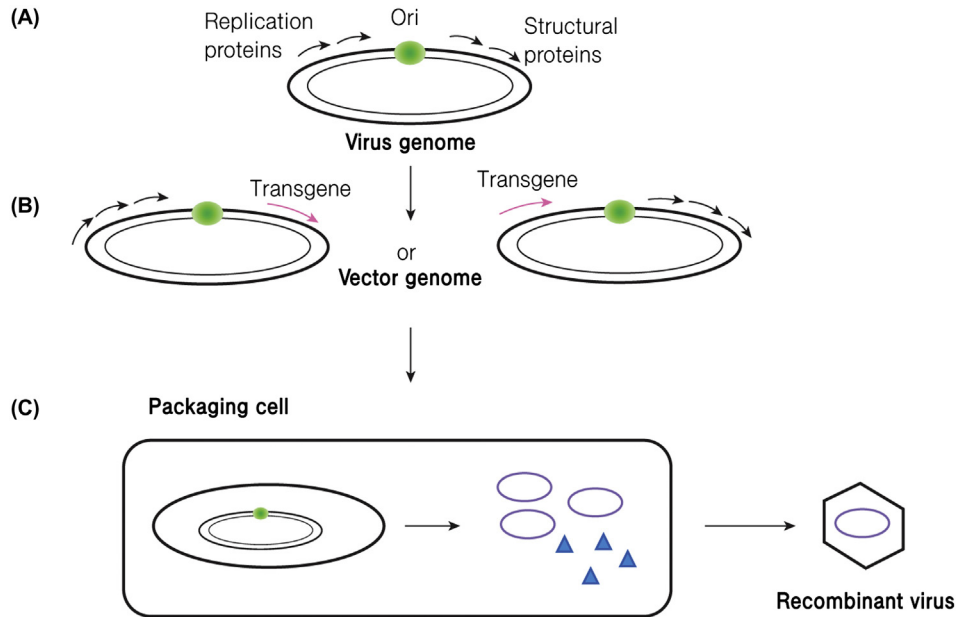 (A)
Replication
proteins
Ori
Structural
proteins
Virus genome
(B)
Transgene
Transgene
or
Vector genome
(C)
Packaging cell
Recombinant virus